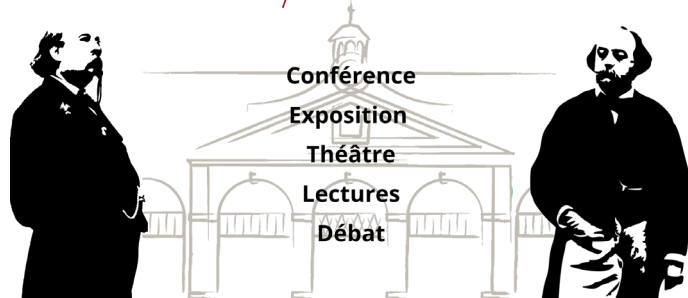 Conférence
Exposition
Théâtre
Lectures
Débat